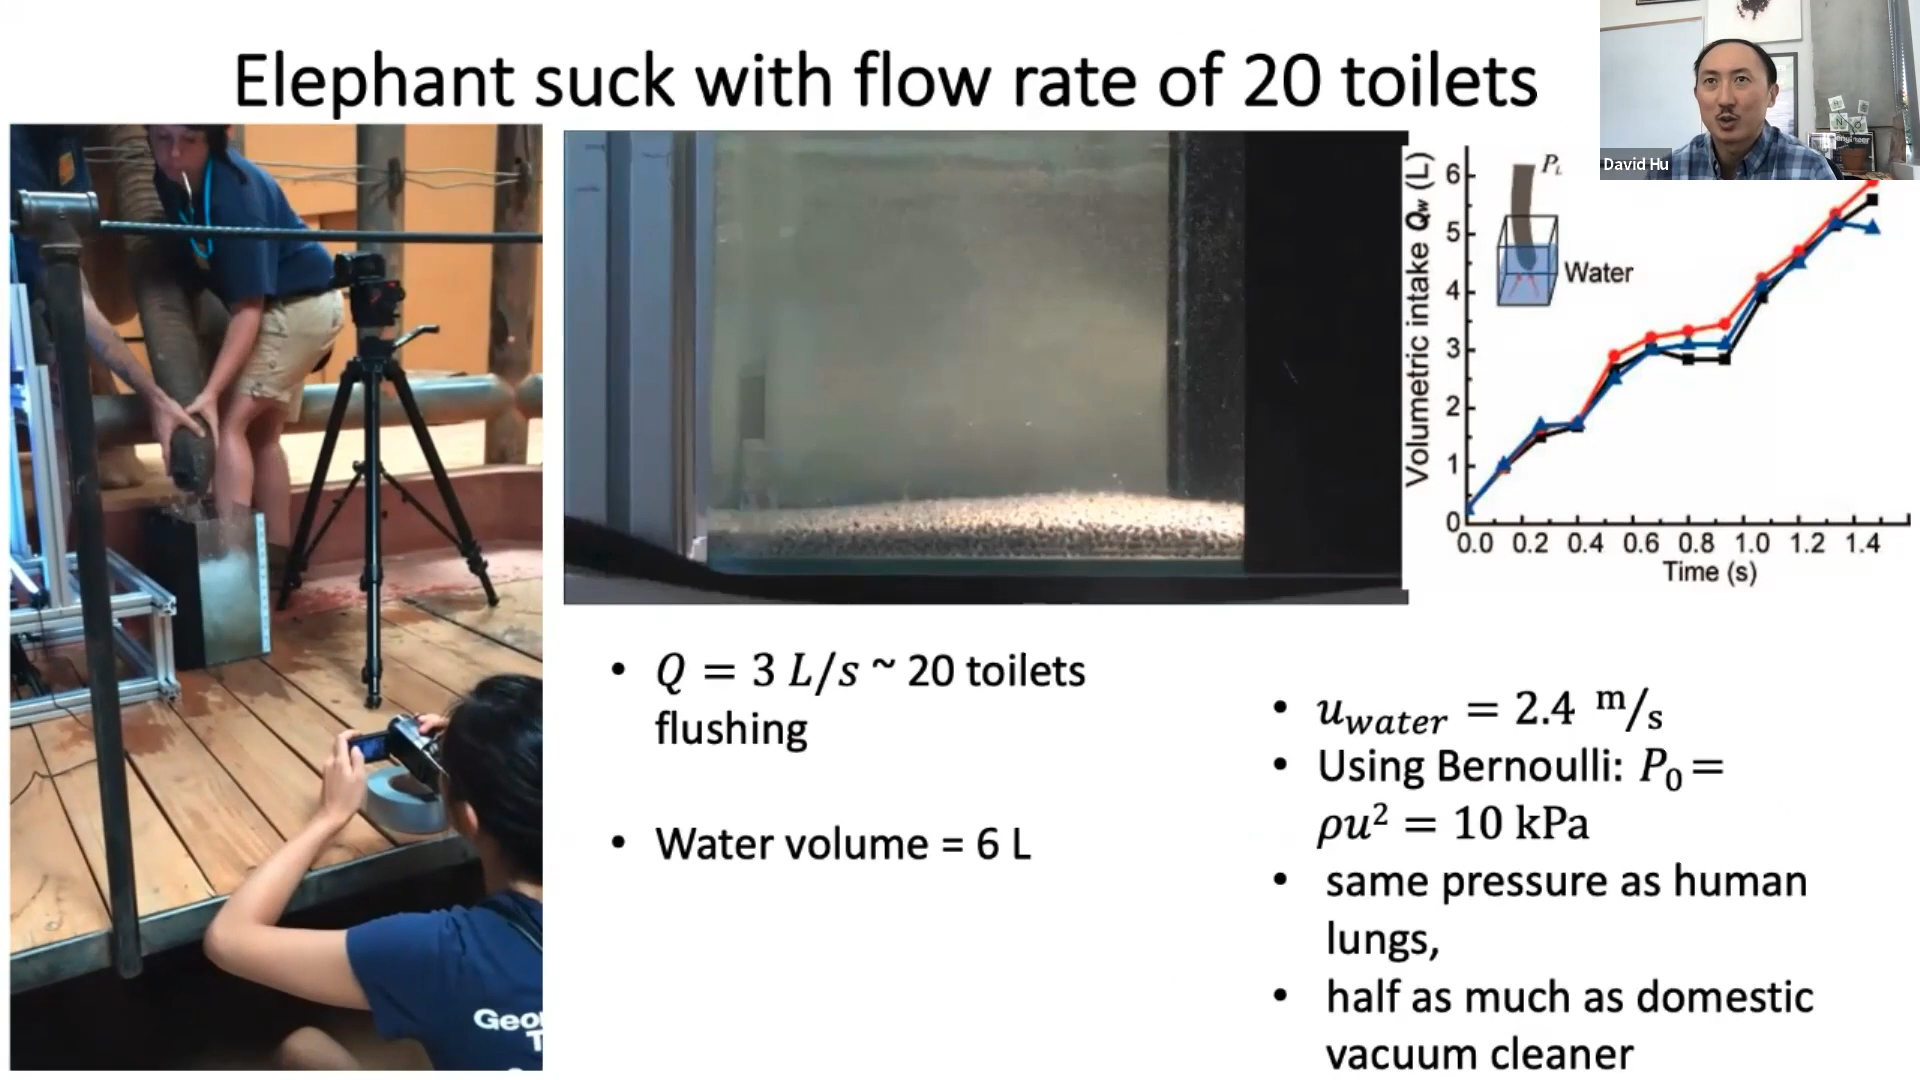 Elephant suck with flow rate of 20 toilets
David Hu
Volumetric intake Qw (L)
6
5
4
3
2
1
0
PL
Water
0.0 0.2 0.4 0.6 0.8 1.0 1.2 1.4
Time (s)
• Q = 3 L/s ~ 20 toilets
flushing
• Water volume = 6 L
• u_water = 2.4 m/s
• Using Bernoulli: P₀ =
ρu² = 10 kPa
• same pressure as human
lungs,
• half as much as domestic
vacuum cleaner
Geor
T